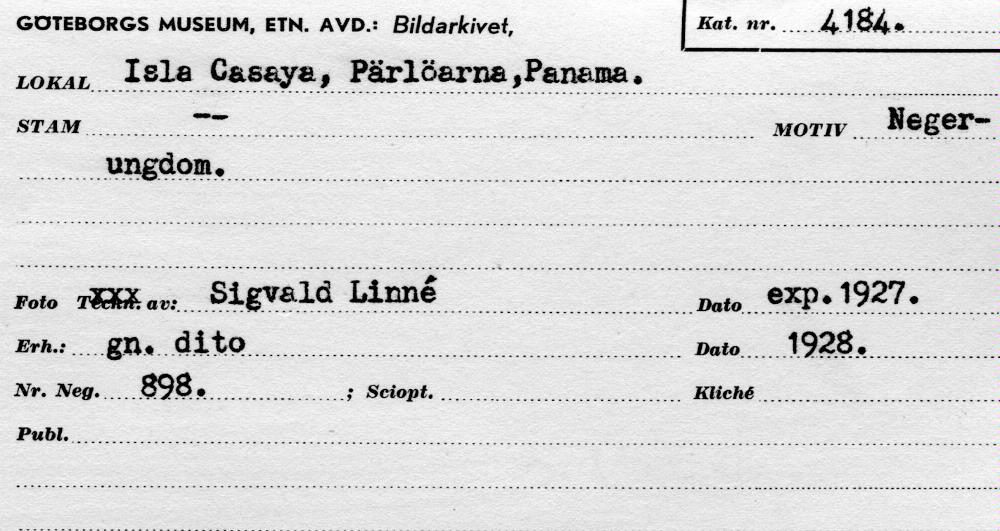 GÖTEBORGS MUSEUM, ETN. AVD.: Bildarkivet, Kat. nr. 4184.
LOKAL Isla Casaya, Pärlöarna,Panama.
STAM -- MOTIV Neger-
ungdom.
Foto Teckn. av: Sigvald Linné Dato exp.1927.
Erh.: gn. dito Dato 1928.
Nr. Neg. 898. ; Sciopt. Kliché
Publ.